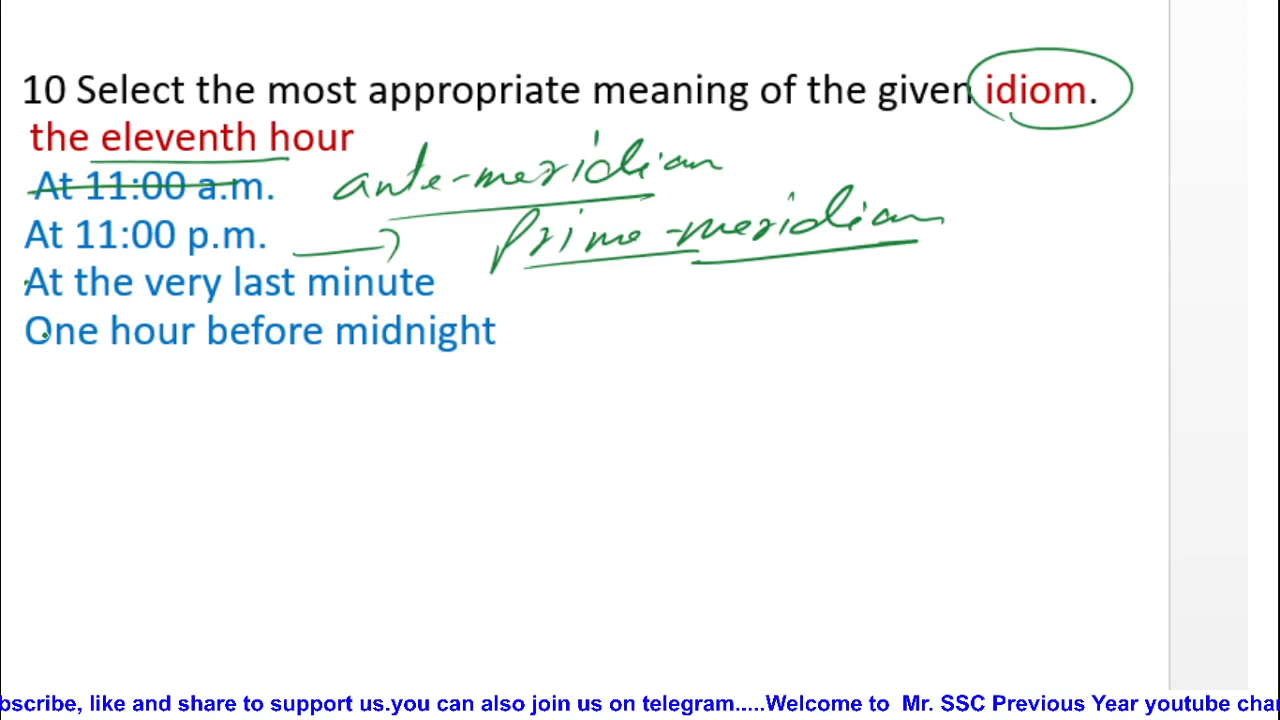 10 Select the most appropriate meaning of the given idiom.
the eleventh hour
At 11:00 a.m. ante-meridian
At 11:00 p.m. prime-meridian
At the very last minute
One hour before midnight
bscribe, like and share to support us.you can also join us on telegram.....Welcome to Mr. SSC Previous Year youtube cha